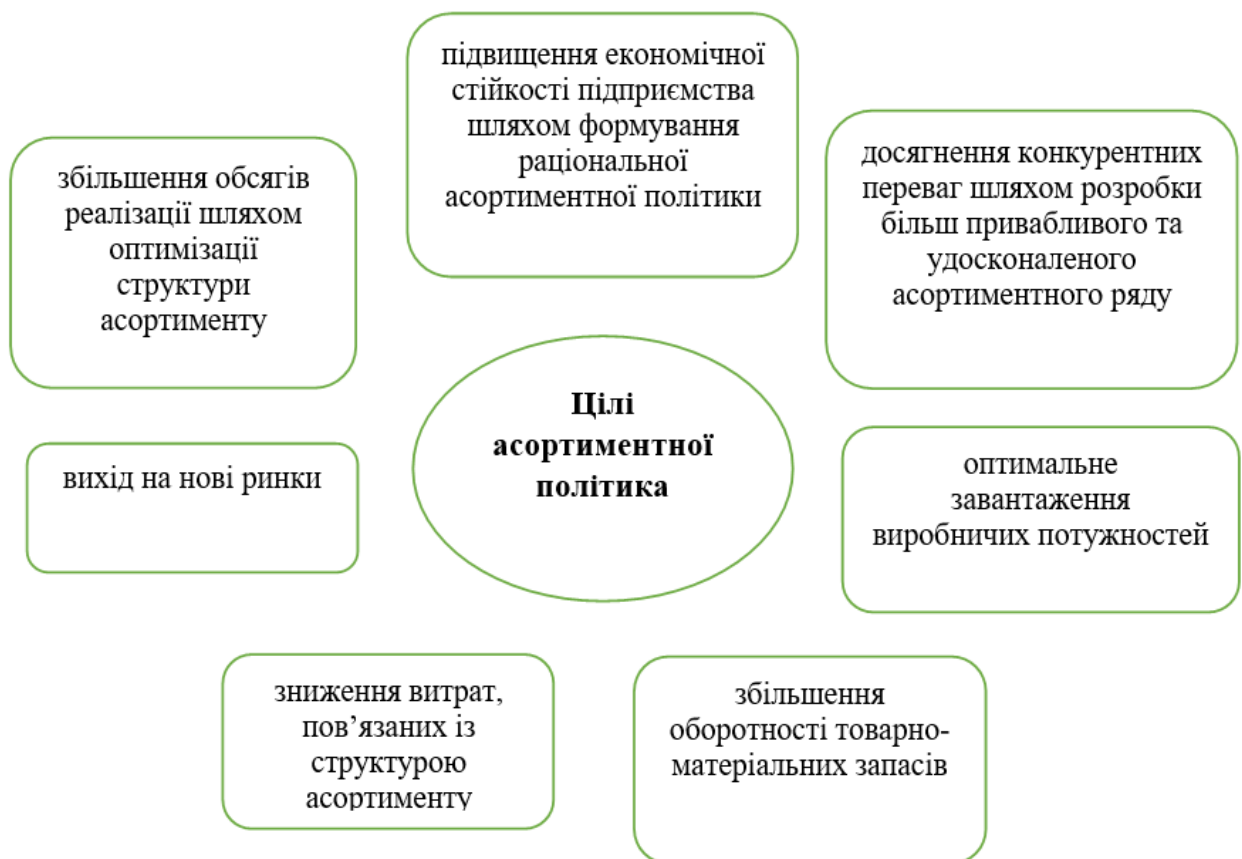 підвищення економічної
стійкості підприємства
шляхом формування
раціональної
асортиментної політики
збільшення обсягів
реалізації шляхом
оптимізації
структури
асортименту
досягнення конкурентних
переваг шляхом розробки
більш привабливого та
удосконаленого
асортиментного ряду
Цілі
асортиментної
політика
вихід на нові ринки
оптимальне
завантаження
виробничих потужностей
зниження витрат,
пов’язаних із
структурою
асортименту
збільшення
оборотності товарно-
матеріальних запасів